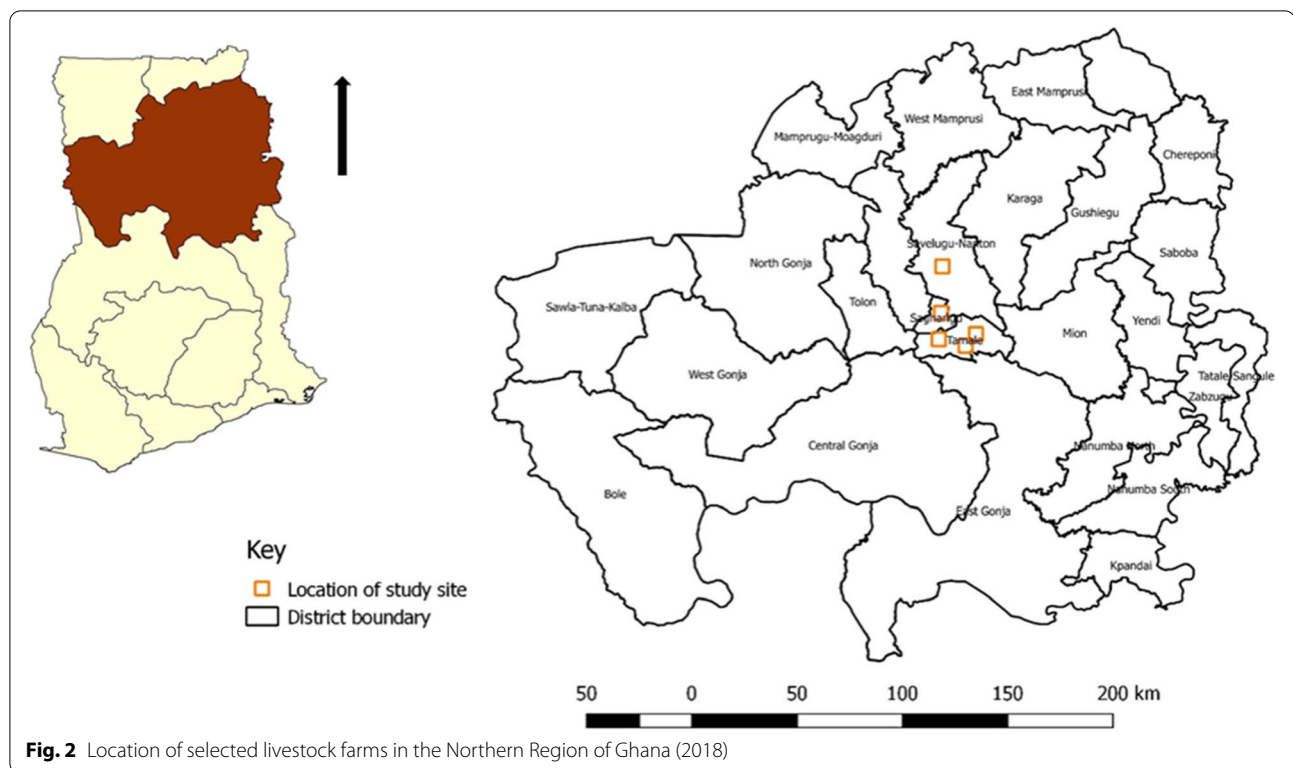 East Mamprusi
West Mamprusi
Mamprugu-Moagduri
Chereponi
Karaga
Gushiegu
Savelugu-Nanton
Saboba
North Gonja
Tolon
Sawla-Tuna-Kalba
Sagnarigu
Yendi
Mion
Tamale
West Gonja
Tatale-Sangule
Zabzugu
Central Gonja
Nanumba North
Bole
Nanumba South
East Gonja
Kpandai
Key
Location of study site
District boundary
50 0 50 100 150 200 km
Fig. 2 Location of selected livestock farms in the Northern Region of Ghana (2018)